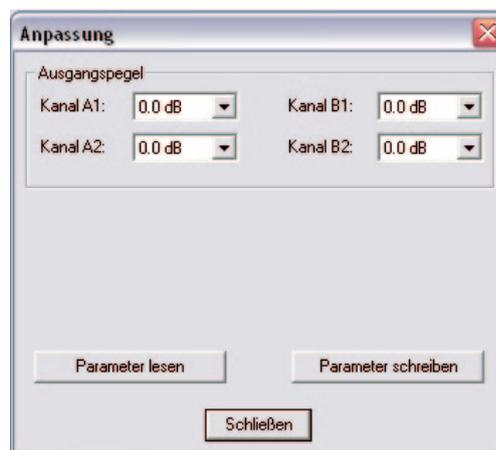 Anpassung
Ausgangspegel
Kanal A1: 0.0 dB Kanal B1: 0.0 dB
Kanal A2: 0.0 dB Kanal B2: 0.0 dB
Parameter lesen Parameter schreiben
Schließen